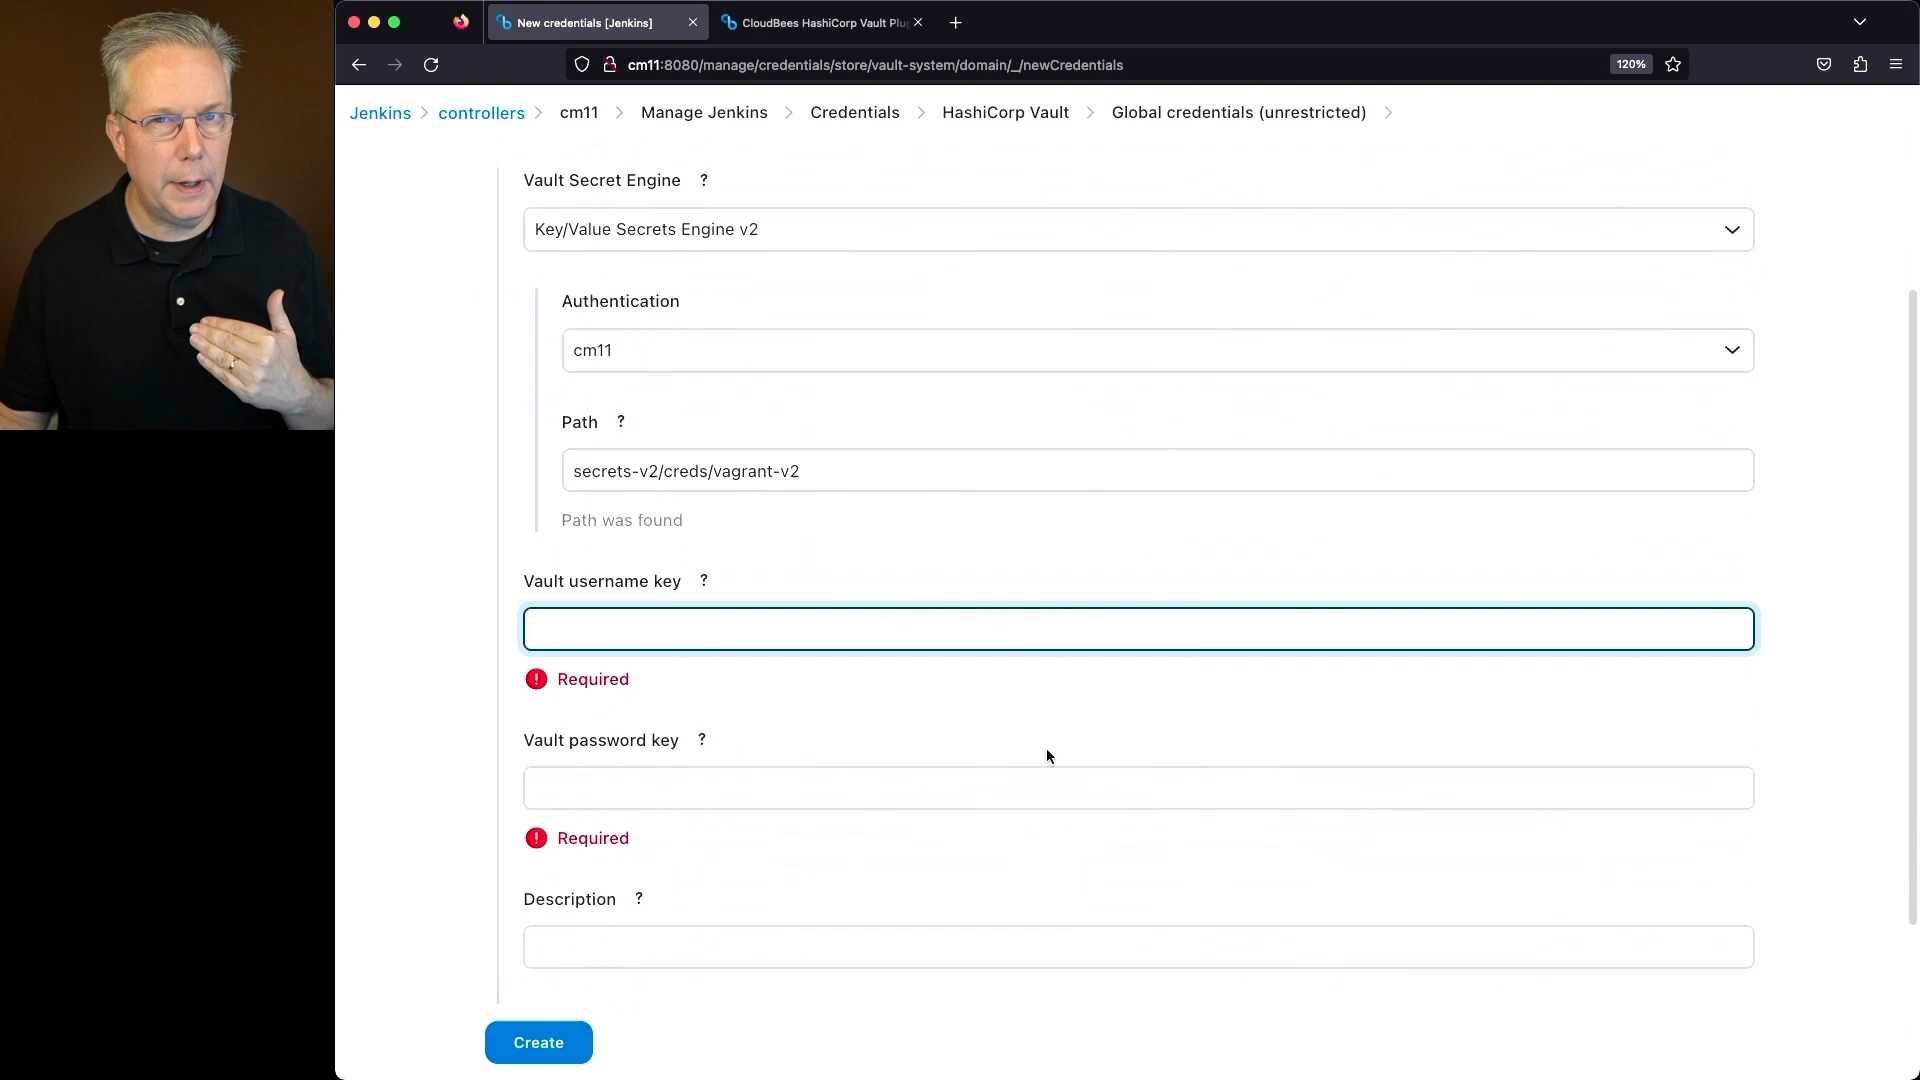 New credentials [Jenkins]
CloudBees HashiCorp Vault Plu
cm11:8080/manage/credentials/store/vault-system/domain/_/newCredentials
120%
Jenkins > controllers > cm11 > Manage Jenkins > Credentials > HashiCorp Vault > Global credentials (unrestricted) >
Vault Secret Engine ?
Key/Value Secrets Engine v2
Authentication
cm11
Path ?
secrets-v2/creds/vagrant-v2
Path was found
Vault username key ?
! Required
Vault password key ?
! Required
Description ?
Create